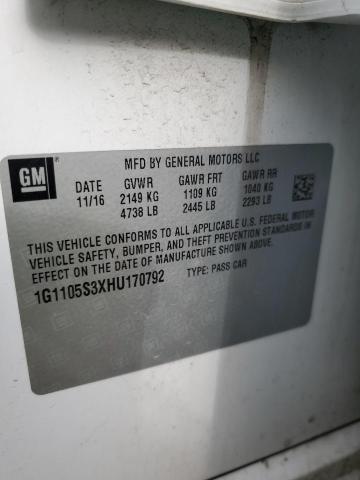 GM
MFD BY GENERAL MOTORS LLC
DATE GVWR GAWR FRT GAWR RR
11/16 2149 KG 1109 KG 1040 KG
4738 LB 2445 LB 2293 LB
THIS VEHICLE CONFORMS TO ALL APPLICABLE U.S. FEDERAL MOTOR
VEHICLE SAFETY, BUMPER, AND THEFT PREVENTION STANDARDS IN
EFFECT ON THE DATE OF MANUFACTURE SHOWN ABOVE.
1G1105S3XHU170792 TYPE: PASS CAR